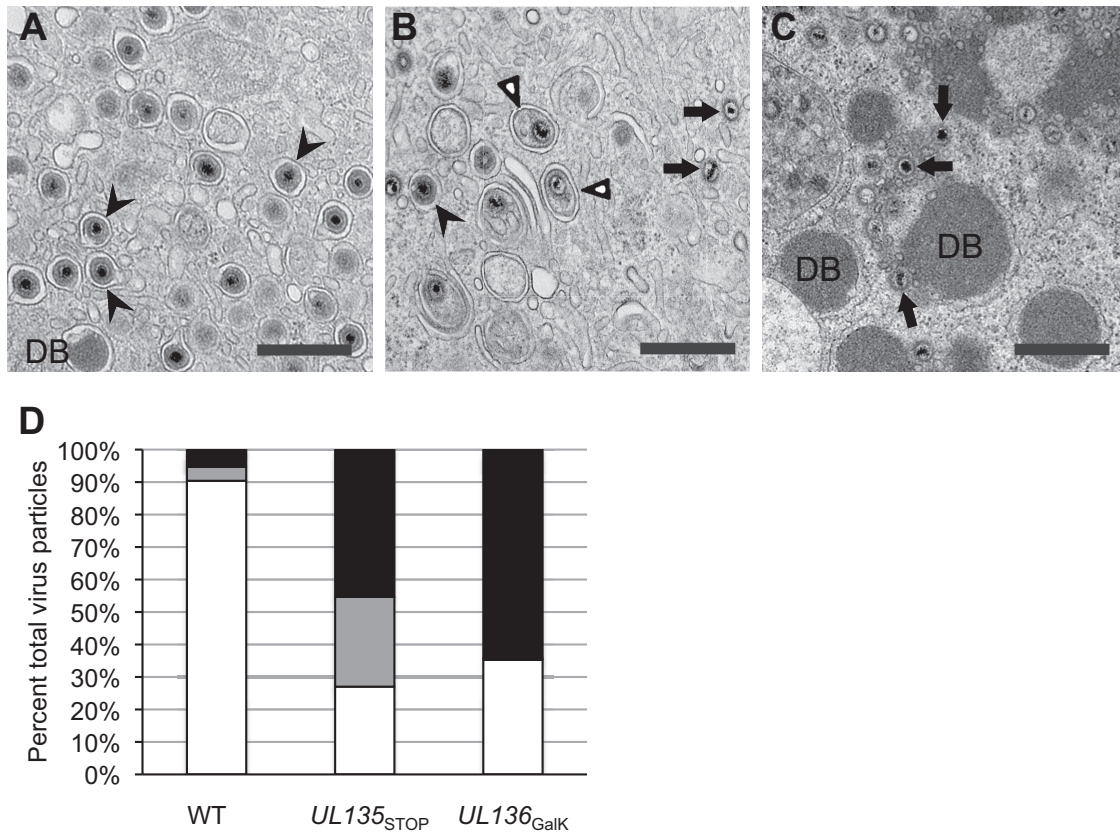 A
B
C
DB
DB
DB
D
Percent total virus particles
100%
90%
80%
70%
60%
50%
40%
30%
20%
10%
0%
WT
UL135STOP
UL136GalK